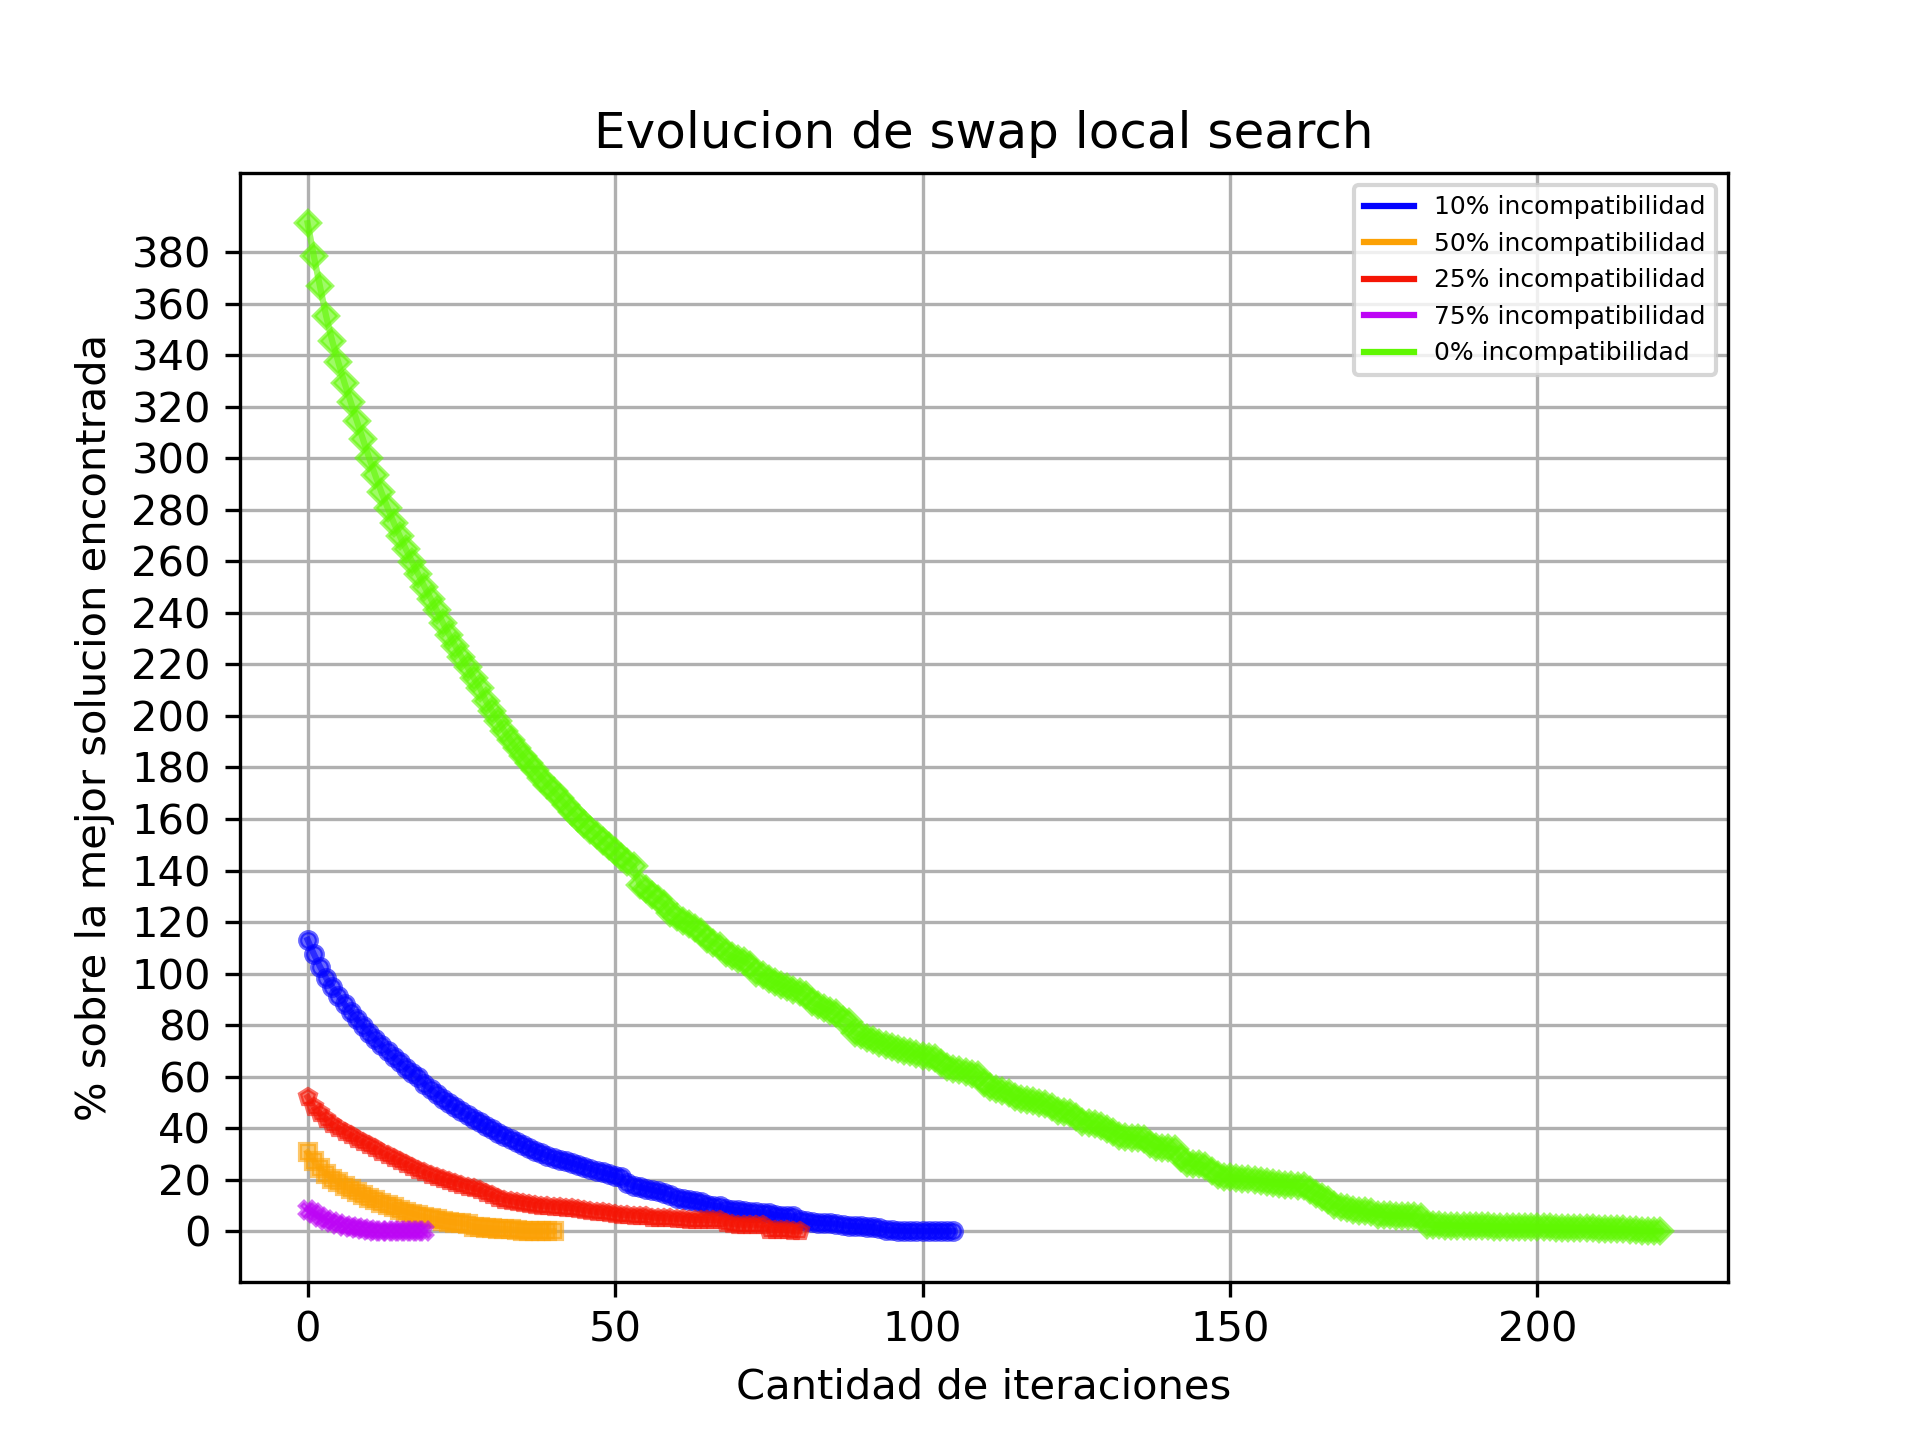 Evolucion de swap local search
10% incompatibilidad
50% incompatibilidad
25% incompatibilidad
75% incompatibilidad
0% incompatibilidad
% sobre la mejor solucion encontrada
380
360
340
320
300
280
260
240
220
200
180
160
140
120
100
80
60
40
20
0
0 50 100 150 200
Cantidad de iteraciones